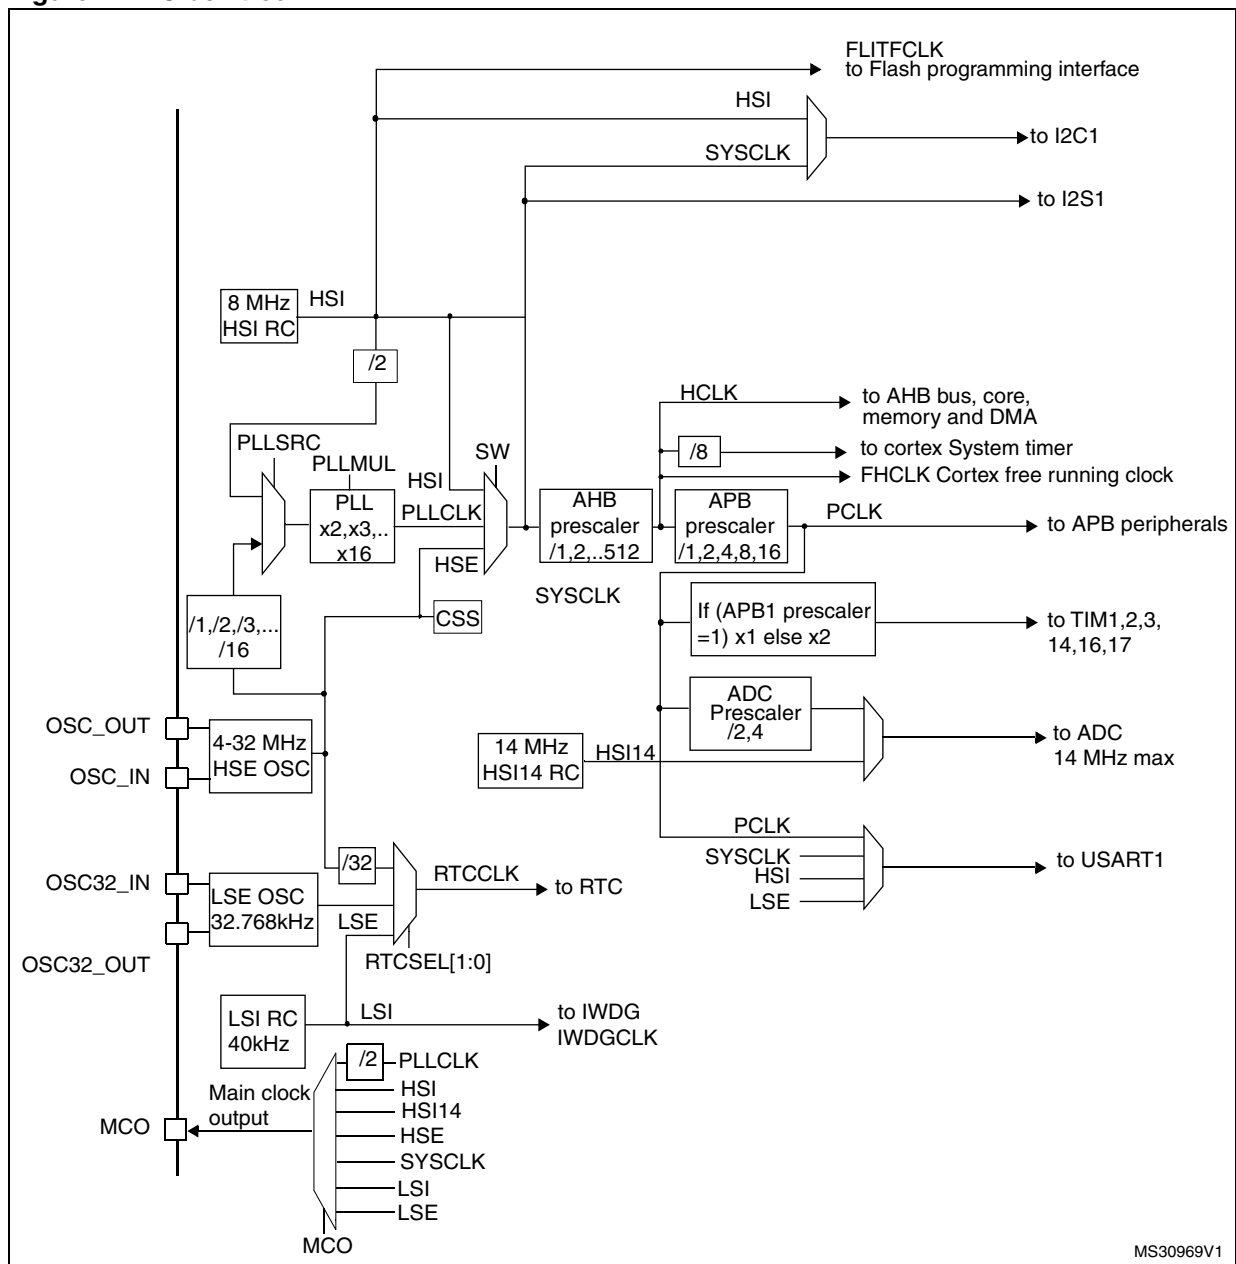 FLITFCLK
to Flash programming interface
HSI
to I2C1
SYSCLK
to I2S1
8 MHz
HSI RC
HSI
/2
HCLK
to AHB bus, core,
memory and DMA
PLLSRC
SW
/8
to cortex System timer
PLLMUL
HSI
FHCLK Cortex free running clock
PLL
x2,x3,..
x16
PLLCLK
AHB
prescaler
/1,2,..512
APB
prescaler
/1,2,4,8,16
PCLK
to APB peripherals
HSE
SYSCLK
/1,/2,/3,...
/16
CSS
If (APB1 prescaler
=1) x1 else x2
to TIM1,2,3,
14,16,17
OSC_OUT
4-32 MHz
HSE OSC
OSC_IN
14 MHz
HSI14 RC
HSI14
ADC
Prescaler
/2,4
to ADC
14 MHz max
PCLK
SYSCLK
HSI
LSE
to USART1
/32
OSC32_IN
LSE OSC
32.768kHz
LSE
RTCCLK
to RTC
OSC32_OUT
RTCSEL[1:0]
LSI RC
40kHz
LSI
to IWDG
IWDGCLK
/2
PLLCLK
Main clock
output
HSI
HSI14
MCO
HSE
SYSCLK
LSI
LSE
MCO
MS30969V1